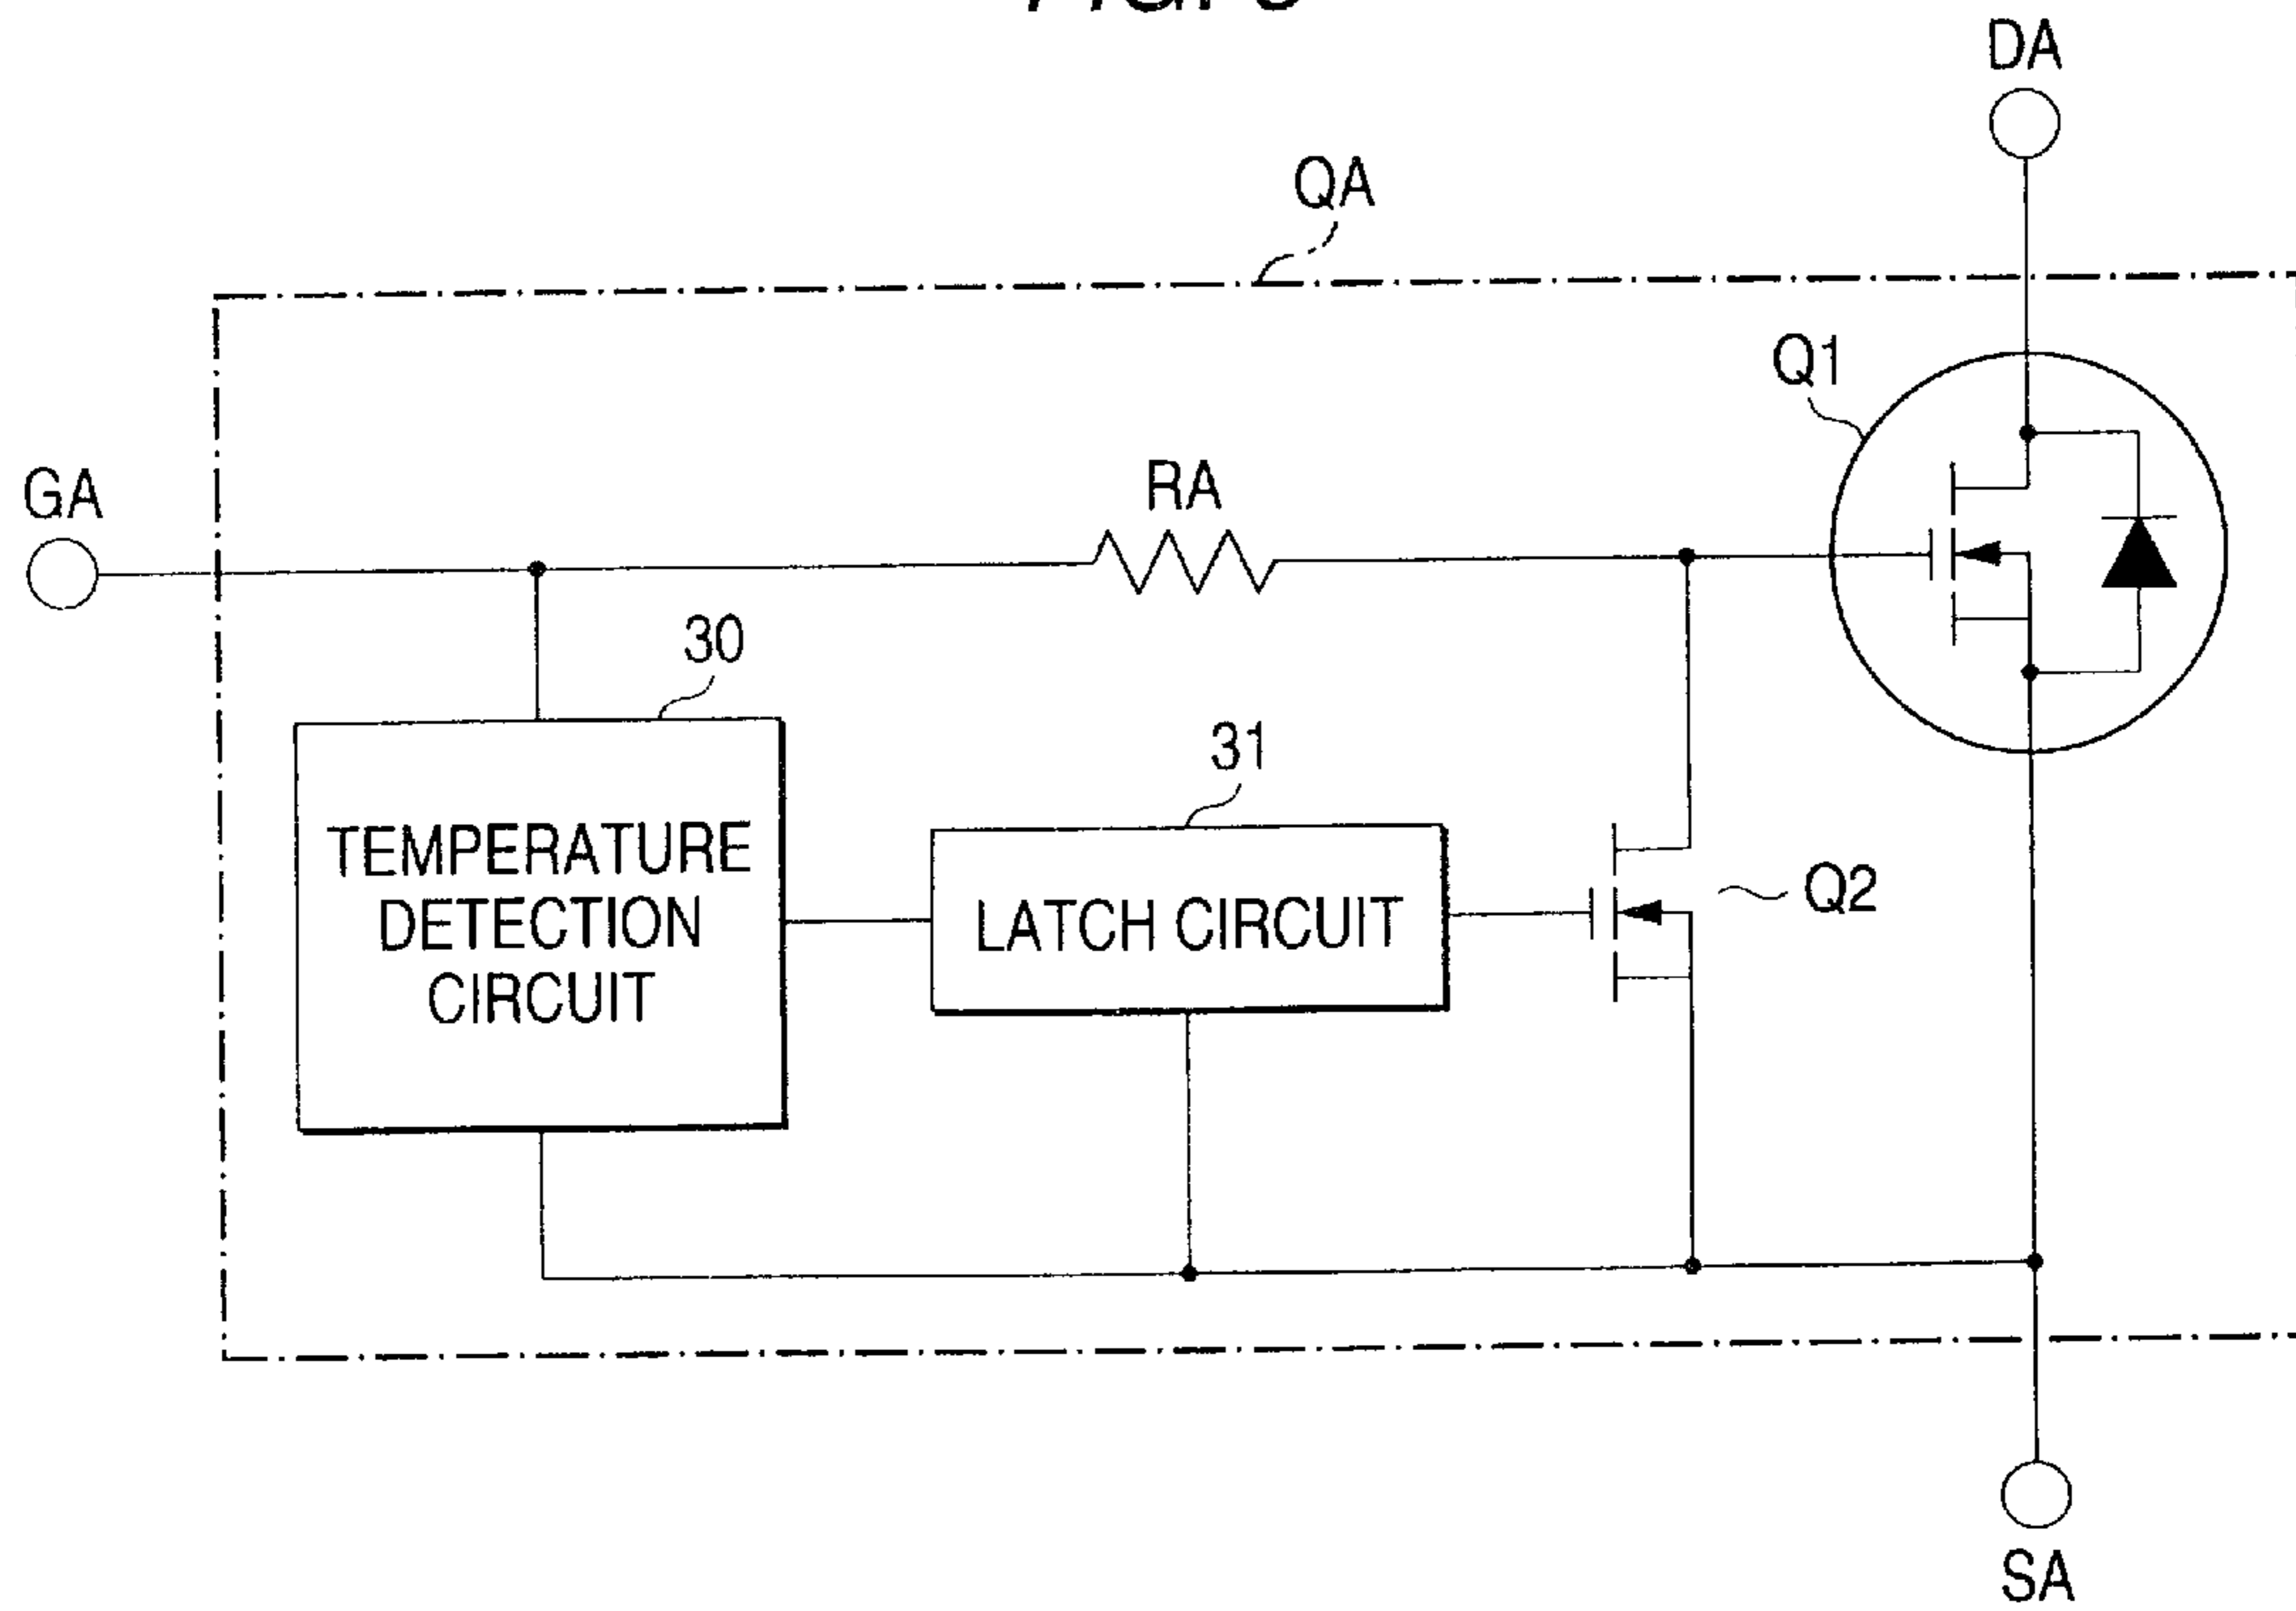 DA
QA
Q1
GA
RA
30
31
TEMPERATURE
DETECTION
CIRCUIT
LATCH CIRCUIT
Q2
SA